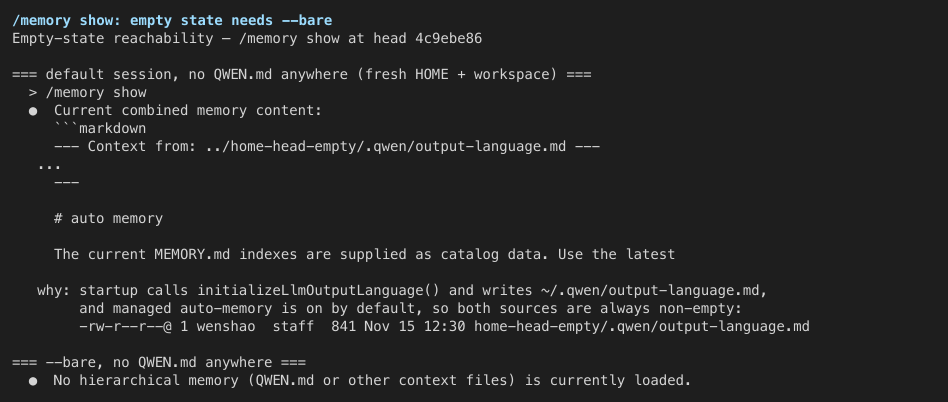 /memory show: empty state needs --bare
Empty-state reachability — /memory show at head 4c9ebe86
=== default session, no QWEN.md anywhere (fresh HOME + workspace) ===
> /memory show
● Current combined memory content:
```markdown
--- Context from: ../home-head-empty/.qwen/output-language.md ---
...
---
# auto memory
The current MEMORY.md indexes are supplied as catalog data. Use the latest
why: startup calls initializeLlmOutputLanguage() and writes ~/.qwen/output-language.md,
and managed auto-memory is on by default, so both sources are always non-empty:
-rw-r--r--@ 1 wenshao  staff  841 Nov 15 12:30 home-head-empty/.qwen/output-language.md
=== --bare, no QWEN.md anywhere ===
● No hierarchical memory (QWEN.md or other context files) is currently loaded.